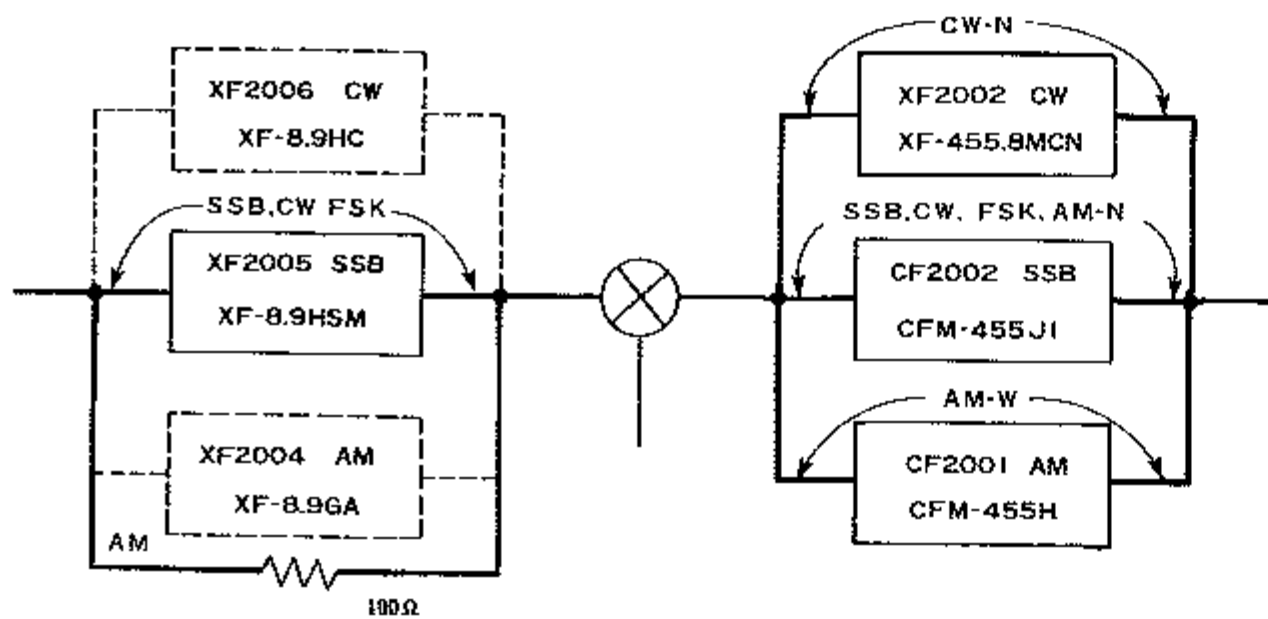 XF2006 CW
XF-8.9HC
SSB,CW FSK
XF2005 SSB
XF-8.9HSM
XF2004 AM
XF-8.9GA
AM
100Ω
CW-N
XF2002 CW
XF-455.8MCN
SSB,CW, FSK, AM-N
CF2002 SSB
CFM-455J1
AM-W
CF2001 AM
CFM-455H